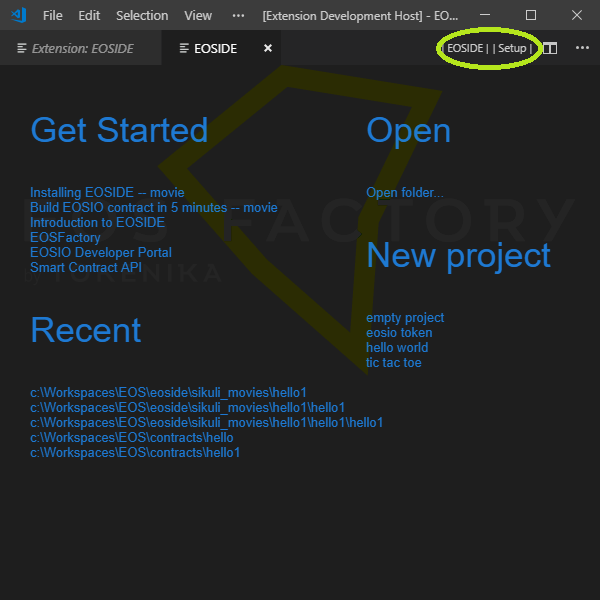 File Edit Selection View ··· [Extension Development Host] - EO...
Extension: EOSIDE
EOSIDE
EOSIDE | | Setup |
Get Started
Installing EOSIDE -- movie
Build EOSIO contract in 5 minutes -- movie
Introduction to EOSIDE
EOSFactory
EOSIO Developer Portal
Smart Contract API
Recent
c:\Workspaces\EOS\eoside\sikuli_movies\hello1
c:\Workspaces\EOS\eoside\sikuli_movies\hello1\hello1
c:\Workspaces\EOS\eoside\sikuli_movies\hello1\hello1\hello1
c:\Workspaces\EOS\contracts\hello
c:\Workspaces\EOS\contracts\hello1
Open
Open folder...
New project
empty project
eosio token
hello world
tic tac toe
EOS FACTORY
by TOKENIKA